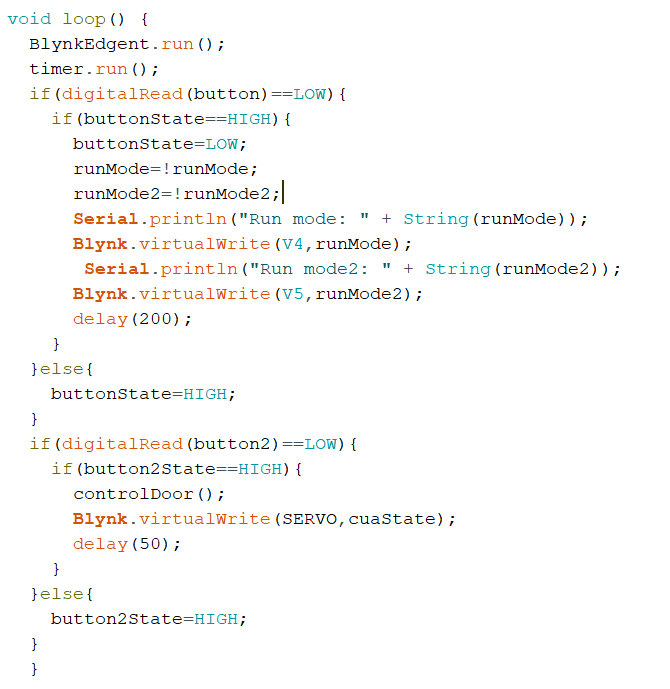 void loop() {
  BlynkEdgent.run();
  timer.run();
  if(digitalRead(button)==LOW){
    if(buttonState==HIGH){
      buttonState=LOW;
      runMode=!runMode;
      runMode2=!runMode2;
      Serial.println("Run mode: " + String(runMode));
      Blynk.virtualWrite(V4,runMode);
       Serial.println("Run mode2: " + String(runMode2));
      Blynk.virtualWrite(V5,runMode2);
      delay(200);
    }
  }else{
    buttonState=HIGH;
  }
  if(digitalRead(button2)==LOW){
    if(button2State==HIGH){
      controlDoor();
      Blynk.virtualWrite(SERVO,cuaState);
      delay(50);
    }
  }else{
    button2State=HIGH;
  }
  }